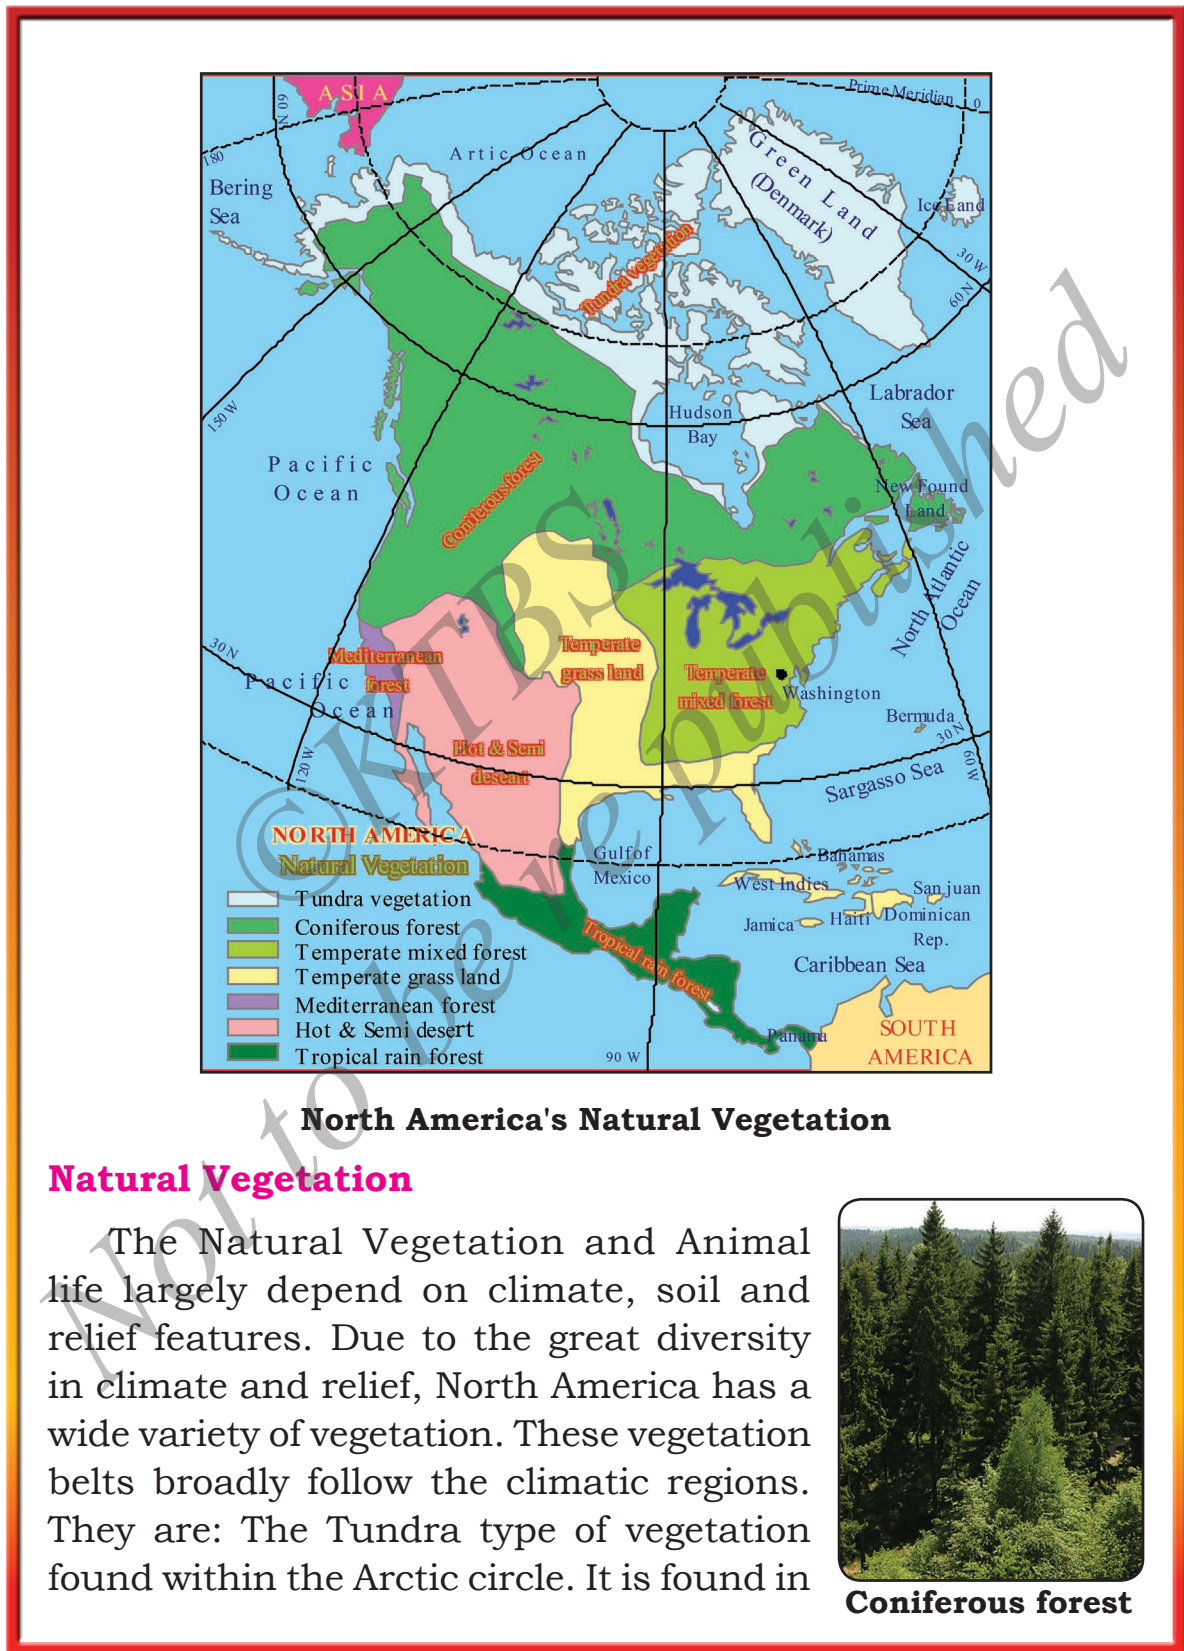 ASIA
60 N
Prime Meridian
0
180
Artic Ocean
Bering
Sea
Green Land
(Denmark)
Ice Land
Tundra vegetation
30 W
60 N
150 W
Hudson
Bay
Labrador
Sea
Pacific
Ocean
Coniferous forest
New Found
Land
North Atlantic
Ocean
30 N
Mediterranean
forest
Pacific
Ocean
Temperate
grass land
Temperate
mixed forest
Washington
Bermuda
30 N
60 W
120 W
Hot & Semi
deseart
Sargasso Sea
NORTH AMERICA
Natural Vegetation
Tundra vegetation
Coniferous forest
Temperate mixed forest
Temperate grass land
Mediterranean forest
Hot & Semi desert
Tropical rain forest
Gulf of
Mexico
Bahamas
West Indies
San juan
Jamica
Haiti
Dominican
Rep.
Tropical rain forest
Caribbean Sea
Panama
SOUTH
AMERICA
90 W
©KTBS
Not to be re published
North America's Natural Vegetation
Natural Vegetation
The Natural Vegetation and Animal
life largely depend on climate, soil and
relief features. Due to the great diversity
in climate and relief, North America has a
wide variety of vegetation. These vegetation
belts broadly follow the climatic regions.
They are: The Tundra type of vegetation
found within the Arctic circle. It is found in
Coniferous forest